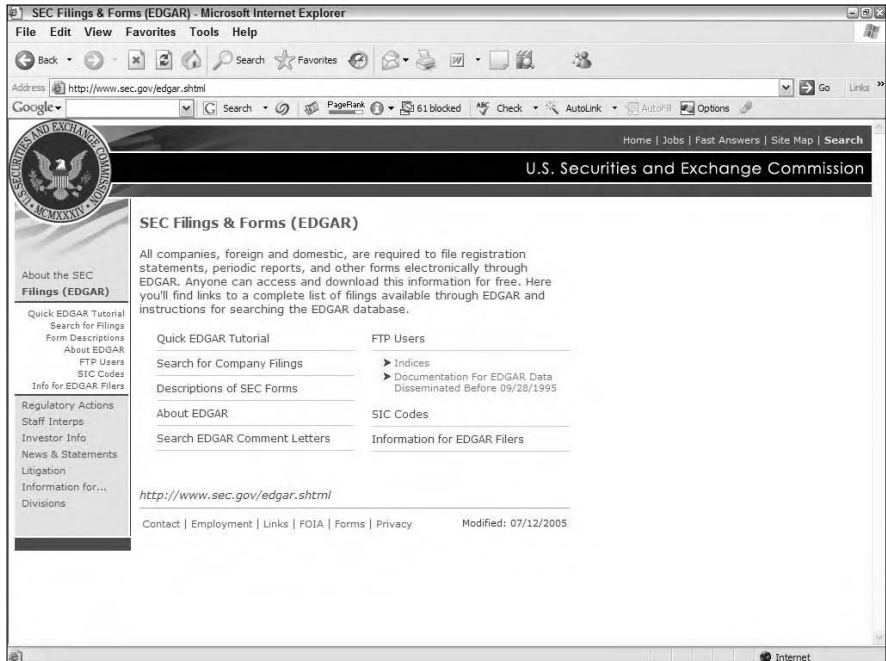 SEC Filings & Forms (EDGAR) - Microsoft Internet Explorer
File Edit View Favorites Tools Help
Back Search Favorites
Address http://www.sec.gov/edgar.shtml Go Links »
Google Search PageRank 61 blocked ABC Check AutoLink AutoFill Options
Home | Jobs | Fast Answers | Site Map | Search
U.S. Securities and Exchange Commission
U.S. SECURITIES AND EXCHANGE COMMISSION
MCMXXXIV
SEC Filings & Forms (EDGAR)
All companies, foreign and domestic, are required to file registration
statements, periodic reports, and other forms electronically through
EDGAR. Anyone can access and download this information for free. Here
you'll find links to a complete list of filings available through EDGAR and
instructions for searching the EDGAR database.
About the SEC
Filings (EDGAR)
Quick EDGAR Tutorial
Search for Filings
Form Descriptions
About EDGAR
FTP Users
SIC Codes
Info for EDGAR Filers
Regulatory Actions
Staff Interps
Investor Info
News & Statements
Litigation
Information for...
Divisions
Quick EDGAR Tutorial
Search for Company Filings
Descriptions of SEC Forms
About EDGAR
Search EDGAR Comment Letters
FTP Users
➤ Indices
➤ Documentation For EDGAR Data
Disseminated Before 09/28/1995
SIC Codes
Information for EDGAR Filers
http://www.sec.gov/edgar.shtml
Contact | Employment | Links | FOIA | Forms | Privacy
Modified: 07/12/2005
Internet